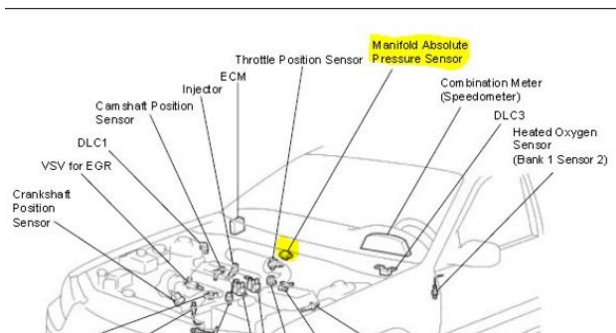 Manifold Absolute
Pressure Sensor
Throttle Position Sensor
ECM
Combination Meter
(Speedometer)
Injector
Camshaft Position
Sensor
DLC3
Heated Oxygen
Sensor
(Bank 1 Sensor 2)
DLC1
VSV for EGR
Crankshaft
Position
Sensor